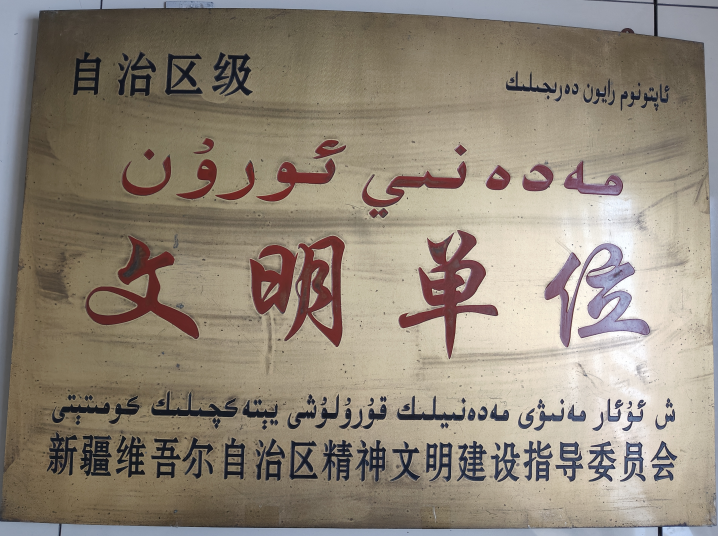 自治区级
ئاپتونوم رايون دەرىجىلىك
مەدەنىي ئورۇن
文明单位
ش ئۇئار مەنىۋى مەدەنىيلىك قۇرۇلۇشى يېتەكچىلىك كومىتېتى
新疆维吾尔自治区精神文明建设指导委员会